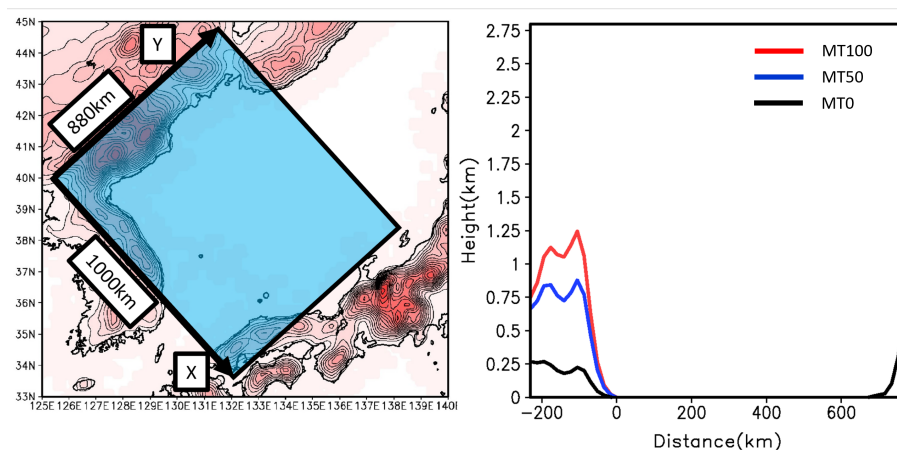 45N
44N
43N
42N
41N
40N
39N
38N
37N
36N
35N
34N
33N
125E 126E 127E 128E 129E 130E 131E 132E 133E 134E 135E 136E 137E 138E 139E 140E
Y
880km
1000km
X
2.75
2.5
2.25
2
1.75
1.5
1.25
1
0.75
0.5
0.25
0
Height(km)
MT100
MT50
MT0
-200 0 200 400 600
Distance(km)